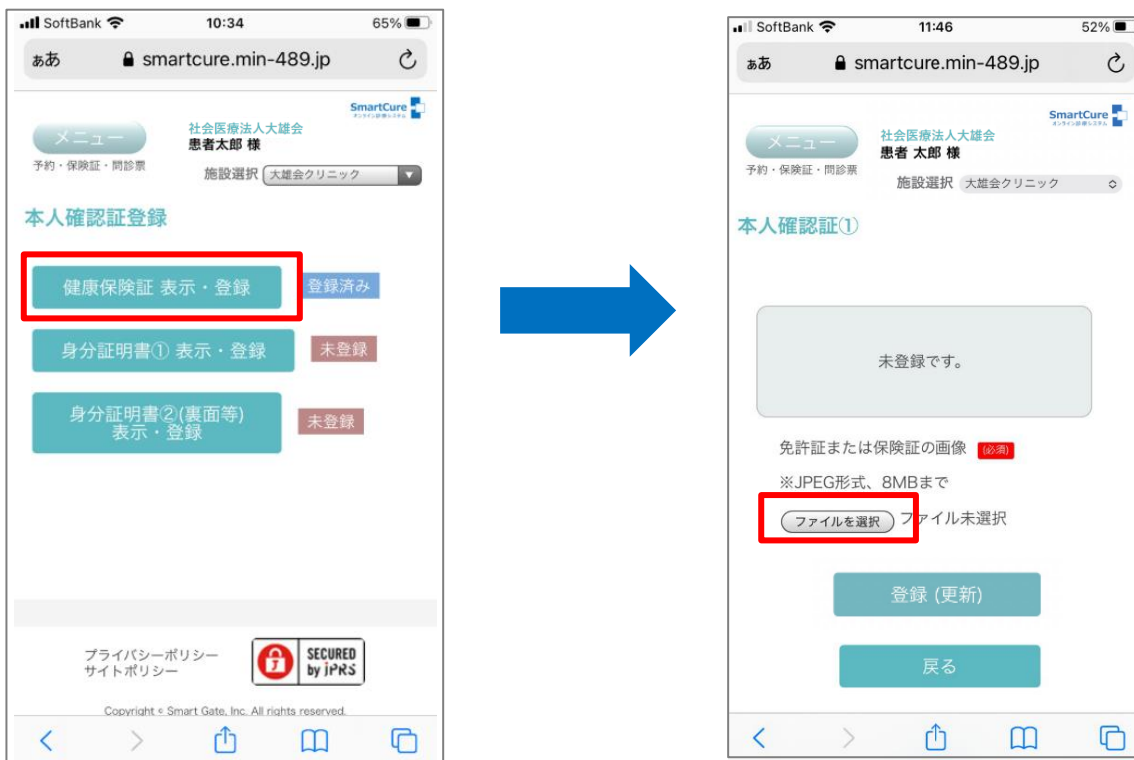 SoftBank 10:34 65%
ぁあ smartcure.min-489.jp
SmartCure
メニュー
予約・保険証・問診票
社会医療法人大雄会
患者太郎 様
施設選択 大雄会クリニック
本人確認証登録
健康保険証 表示・登録 登録済み
身分証明書① 表示・登録 未登録
身分証明書②(裏面等)
表示・登録
未登録
プライバシーポリシー
サイトポリシー
SECURED
by JPRS
Copyright © Smart Gate, Inc. All rights reserved.
SoftBank 11:46 52%
ぁあ smartcure.min-489.jp
SmartCure
メニュー
予約・保険証・問診票
社会医療法人大雄会
患者 太郎 様
施設選択 大雄会クリニック
本人確認証①
未登録です。
免許証または保険証の画像 (必須)
※JPEG形式、8MBまで
ファイルを選択 ファイル未選択
登録 (更新)
戻る